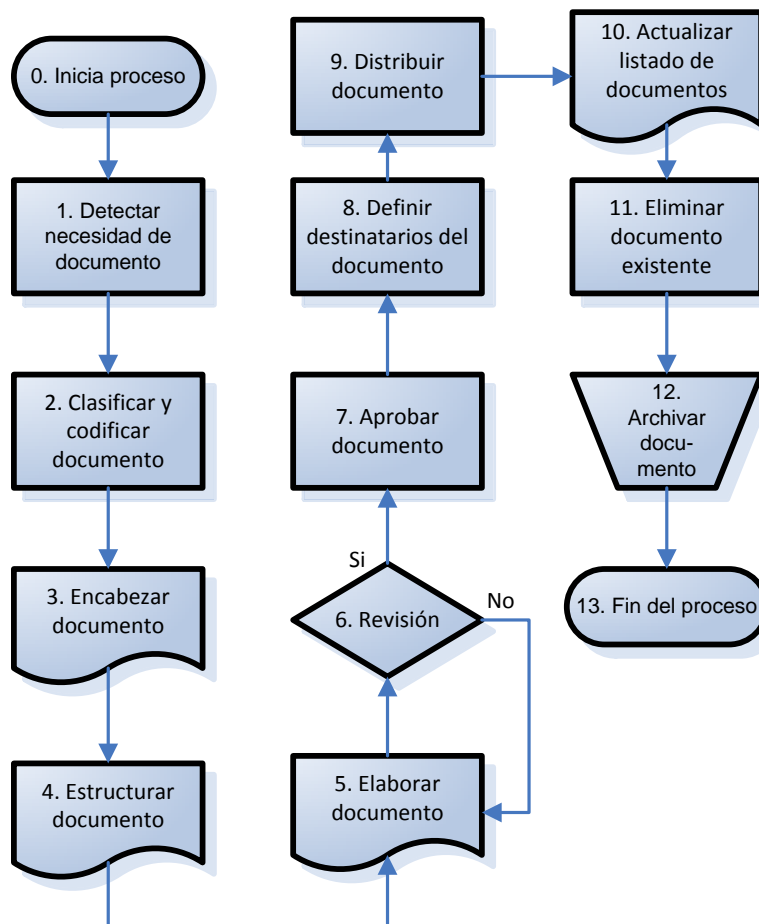 0. Inicia proceso
1. Detectar
necesidad de
documento
2. Clasificar y
codificar
documento
3. Encabezar
documento
4. Estructurar
documento
5. Elaborar
documento
6. Revisión
Si
No
7. Aprobar
documento
8. Definir
destinatarios del
documento
9. Distribuir
documento
10. Actualizar
listado de
documentos
11. Eliminar
documento
existente
12.
Archivar
docu-
mento
13. Fin del proceso